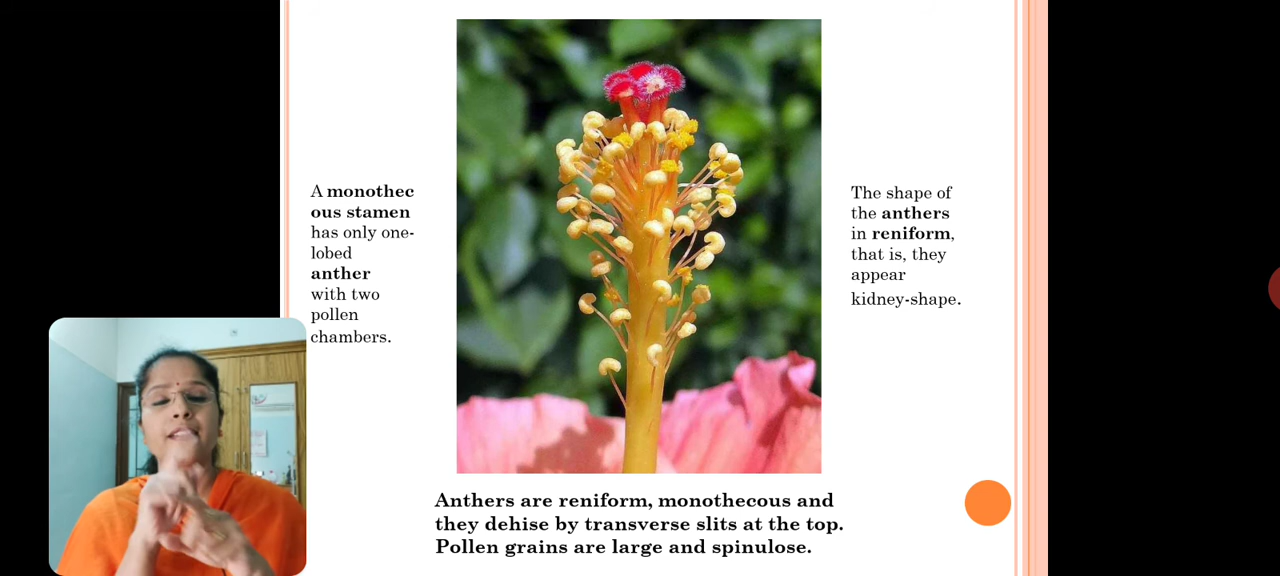 A monothec
ous stamen
has only one-
lobed
anther
with two
pollen
chambers.
The shape of
the anthers
in reniform,
that is, they
appear
kidney-shape.
Anthers are reniform, monothecous and
they dehise by transverse slits at the top.
Pollen grains are large and spinulose.